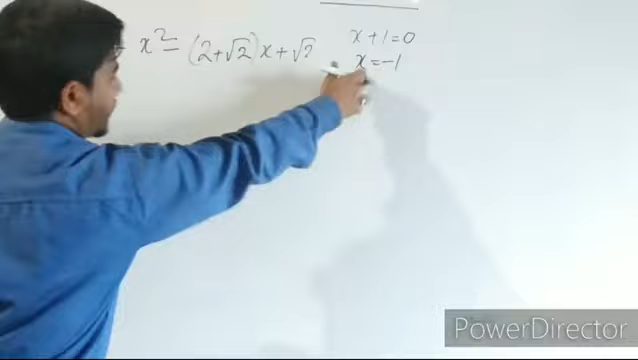 x² - (2+√2)x+√2
x+1=0
x=-1
PowerDirector